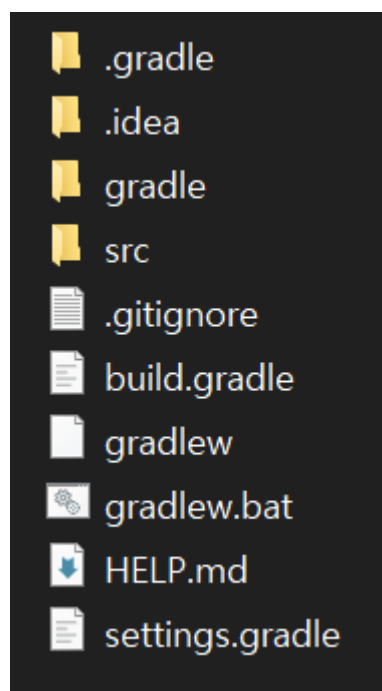 .gradle
.idea
gradle
src
.gitignore
build.gradle
gradlew
gradlew.bat
HELP.md
settings.gradle